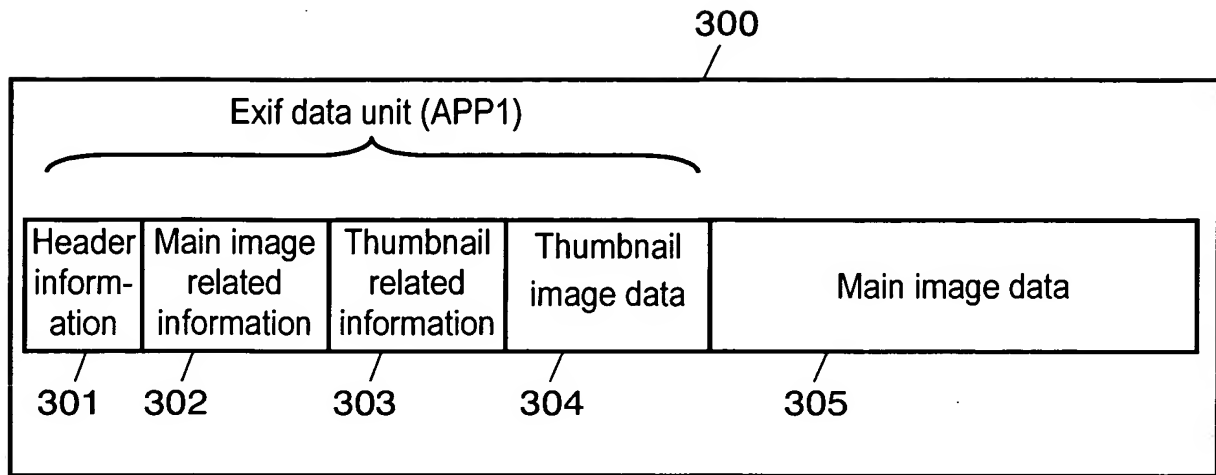 300
Exif data unit (APP1)
Header
inform-
ation
Main image
related
information
Thumbnail
related
information
Thumbnail
image data
Main image data
301
302
303
304
305